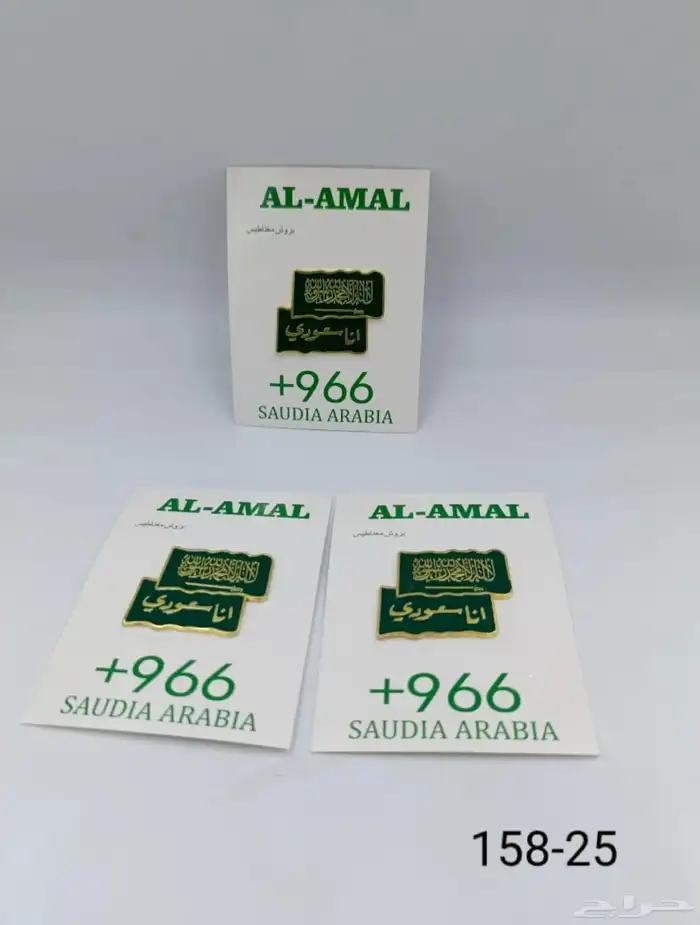 AL-AMAL
بروش مغناطيس
لا إله إلا الله محمد رسول الله
انا سعودي
+966
SAUDIA ARABIA
AL-AMAL
بروش مغناطيس
لا إله إلا الله محمد رسول الله
انا سعودي
+966
SAUDIA ARABIA
AL-AMAL
بروش مغناطيس
لا إله إلا الله محمد رسول الله
انا سعودي
+966
SAUDIA ARABIA
158-25
حراج